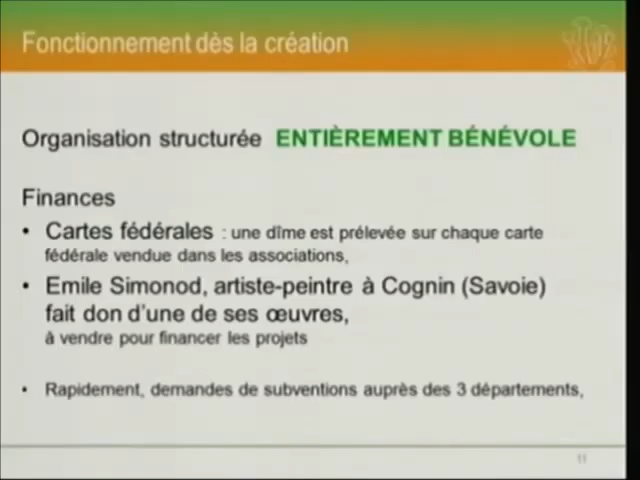 Fonctionnement dès la création
Organisation structurée ENTIÈREMENT BÉNÉVOLE
Finances
• Cartes fédérales : une dîme est prélevée sur chaque carte
fédérale vendue dans les associations,
• Emile Simonod, artiste-peintre à Cognin (Savoie)
fait don d'une de ses œuvres,
à vendre pour financer les projets
• Rapidement, demandes de subventions auprès des 3 départements,
11